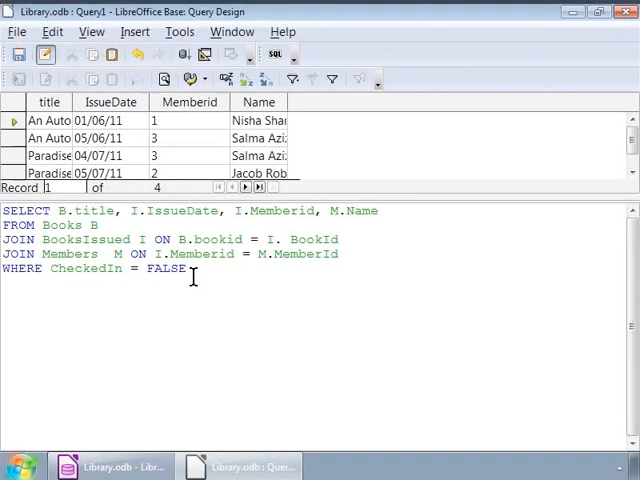 Library.odb : Query1 - LibreOffice Base: Query Design
File Edit View Insert Tools Window Help
SQL SQL
title IssueDate Memberid Name
An Auto 01/06/11 1 Nisha Shar
An Auto 05/06/11 3 Salma Aziz
Paradise 04/07/11 3 Salma Aziz
Paradise 05/07/11 2 Jacob Rob
Record 1 of 4
SELECT B.title, I.IssueDate, I.Memberid, M.Name
FROM Books B
JOIN BooksIssued I ON B.bookid = I. BookId
JOIN Members  M ON I.Memberid = M.MemberId
WHERE CheckedIn = FALSE
Library.odb - Libr... Library.odb : Quer...